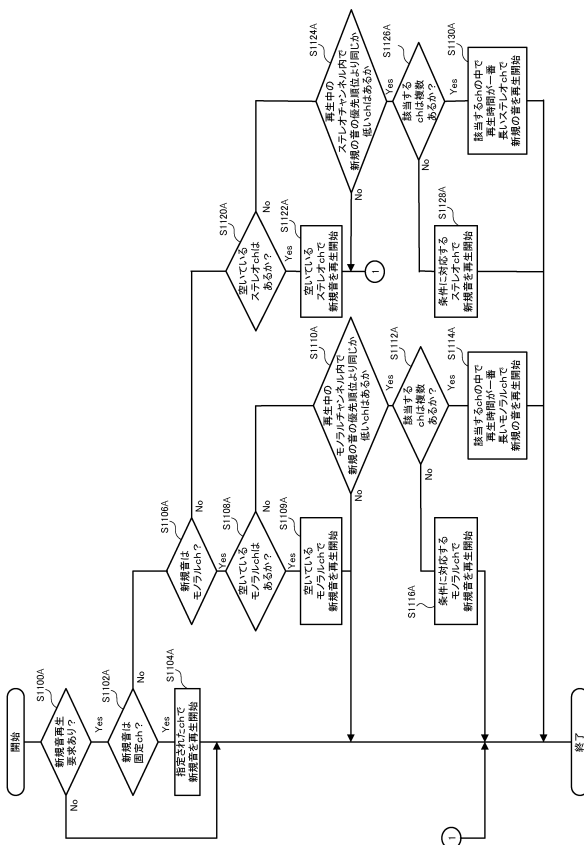 開始
S1100A
新規音再生
要求あり？
No
Yes
S1102A
新規音は
固定ch？
No
Yes
S1104A
指定されたchで
新規音を再生開始
S1106A
新規音は
モノラルch？
No
Yes
S1108A
空いている
モノラルchは
あるか？
No
Yes
S1109A
空いている
モノラルchで
新規音を再生開始
S1110A
再生中の
モノラルチャンネル内で
新規の音の優先順位より同じか
低いchはあるか
No
Yes
S1112A
該当する
chは複数
あるか？
No
Yes
S1114A
該当するchの中で
再生時間が一番
長いモノラルchで
新規の音を再生開始
S1116A
条件に対応する
モノラルchで
新規音を再生開始
S1120A
空いている
ステレオchは
あるか？
No
Yes
S1122A
空いている
ステレオchで
新規音を再生開始
1
S1124A
再生中の
ステレオチャンネル内で
新規の音の優先順位より同じか
低いchはあるか
No
Yes
S1126A
該当する
chは複数
あるか？
No
Yes
S1128A
条件に対応する
ステレオchで
新規音を再生開始
S1130A
該当するchの中で
再生時間が一番
長いステレオchで
新規の音を再生開始
1
終了